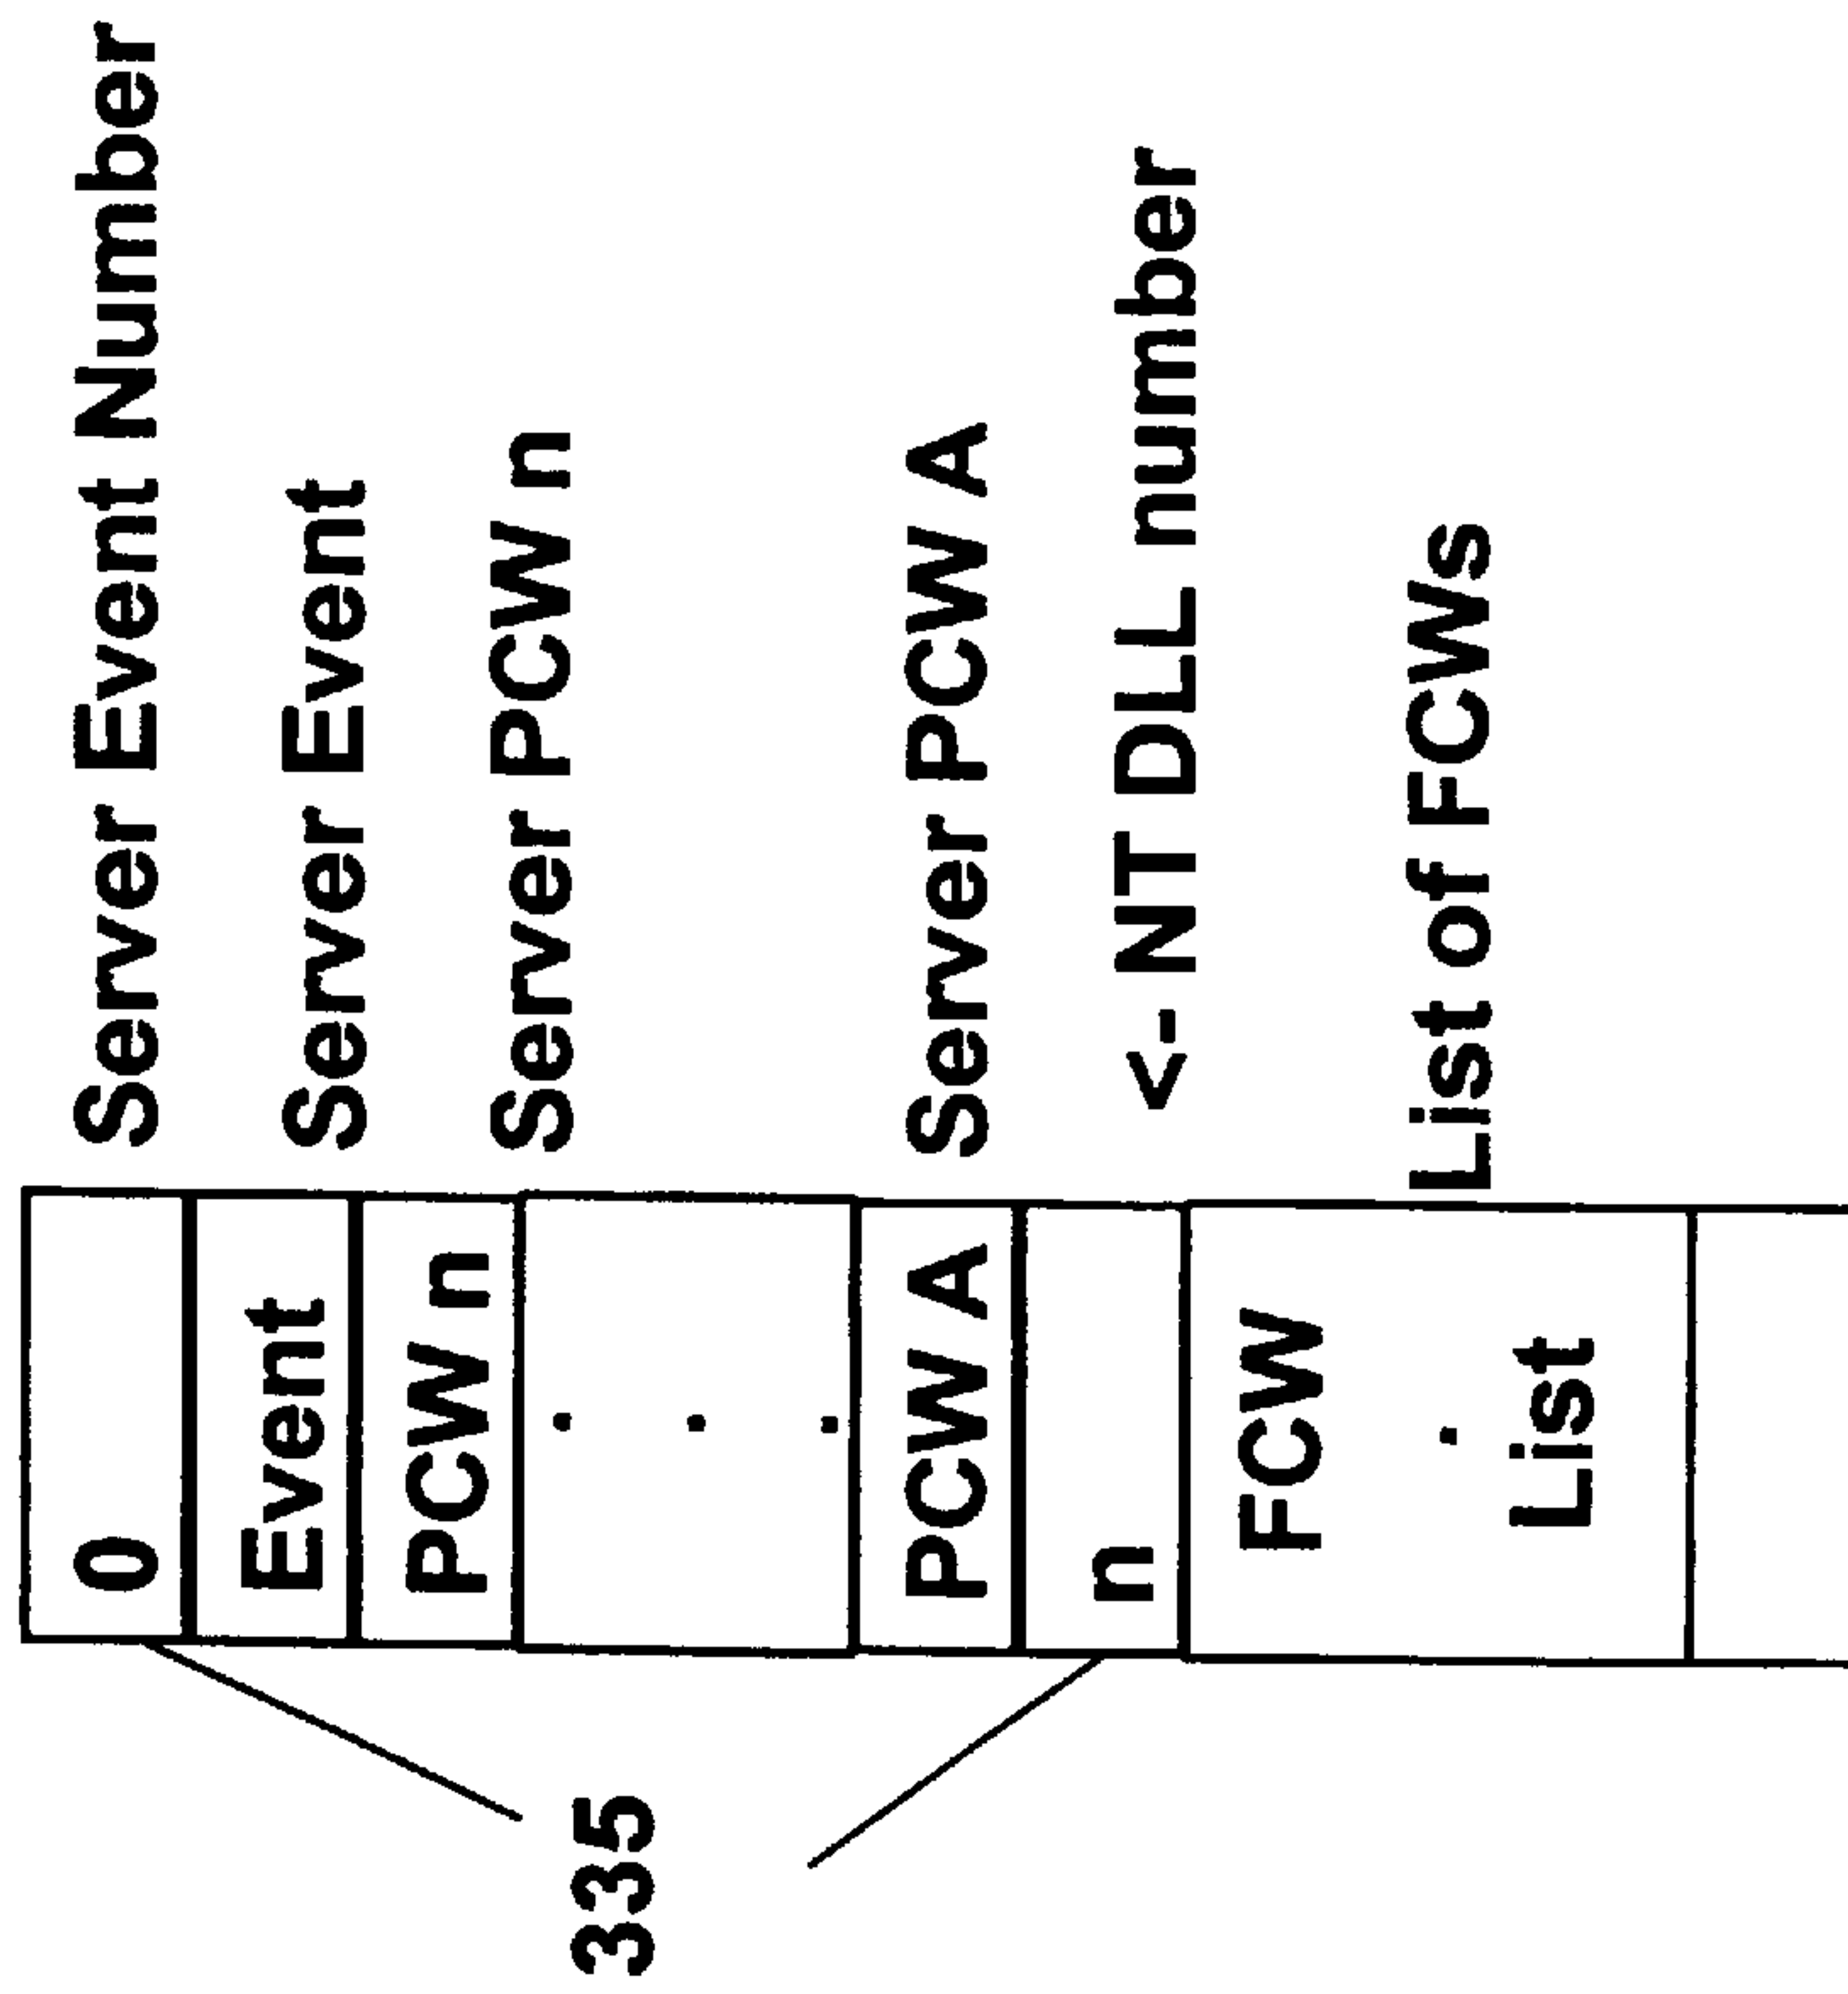 0 Server Event Number
Event Server Event
PCW n Server PCW n
.
.
.
PCW A Server PCW A
n <- NT DLL number
FCW
. List of FCWs
List
335